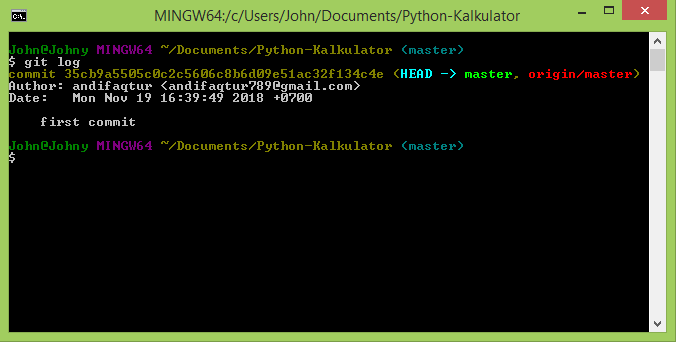 MINGW64:/c/Users/John/Documents/Python-Kalkulator
John@Johny MINGW64 ~/Documents/Python-Kalkulator (master)
$ git log
commit 35cb9a5505c0c2c5606c8b6d09e51ac32f134c4e (HEAD -> master, origin/master)
Author: andifaqtur <andifaqtur789@gmail.com>
Date:   Mon Nov 19 16:39:49 2018 +0700
first commit
John@Johny MINGW64 ~/Documents/Python-Kalkulator (master)
$